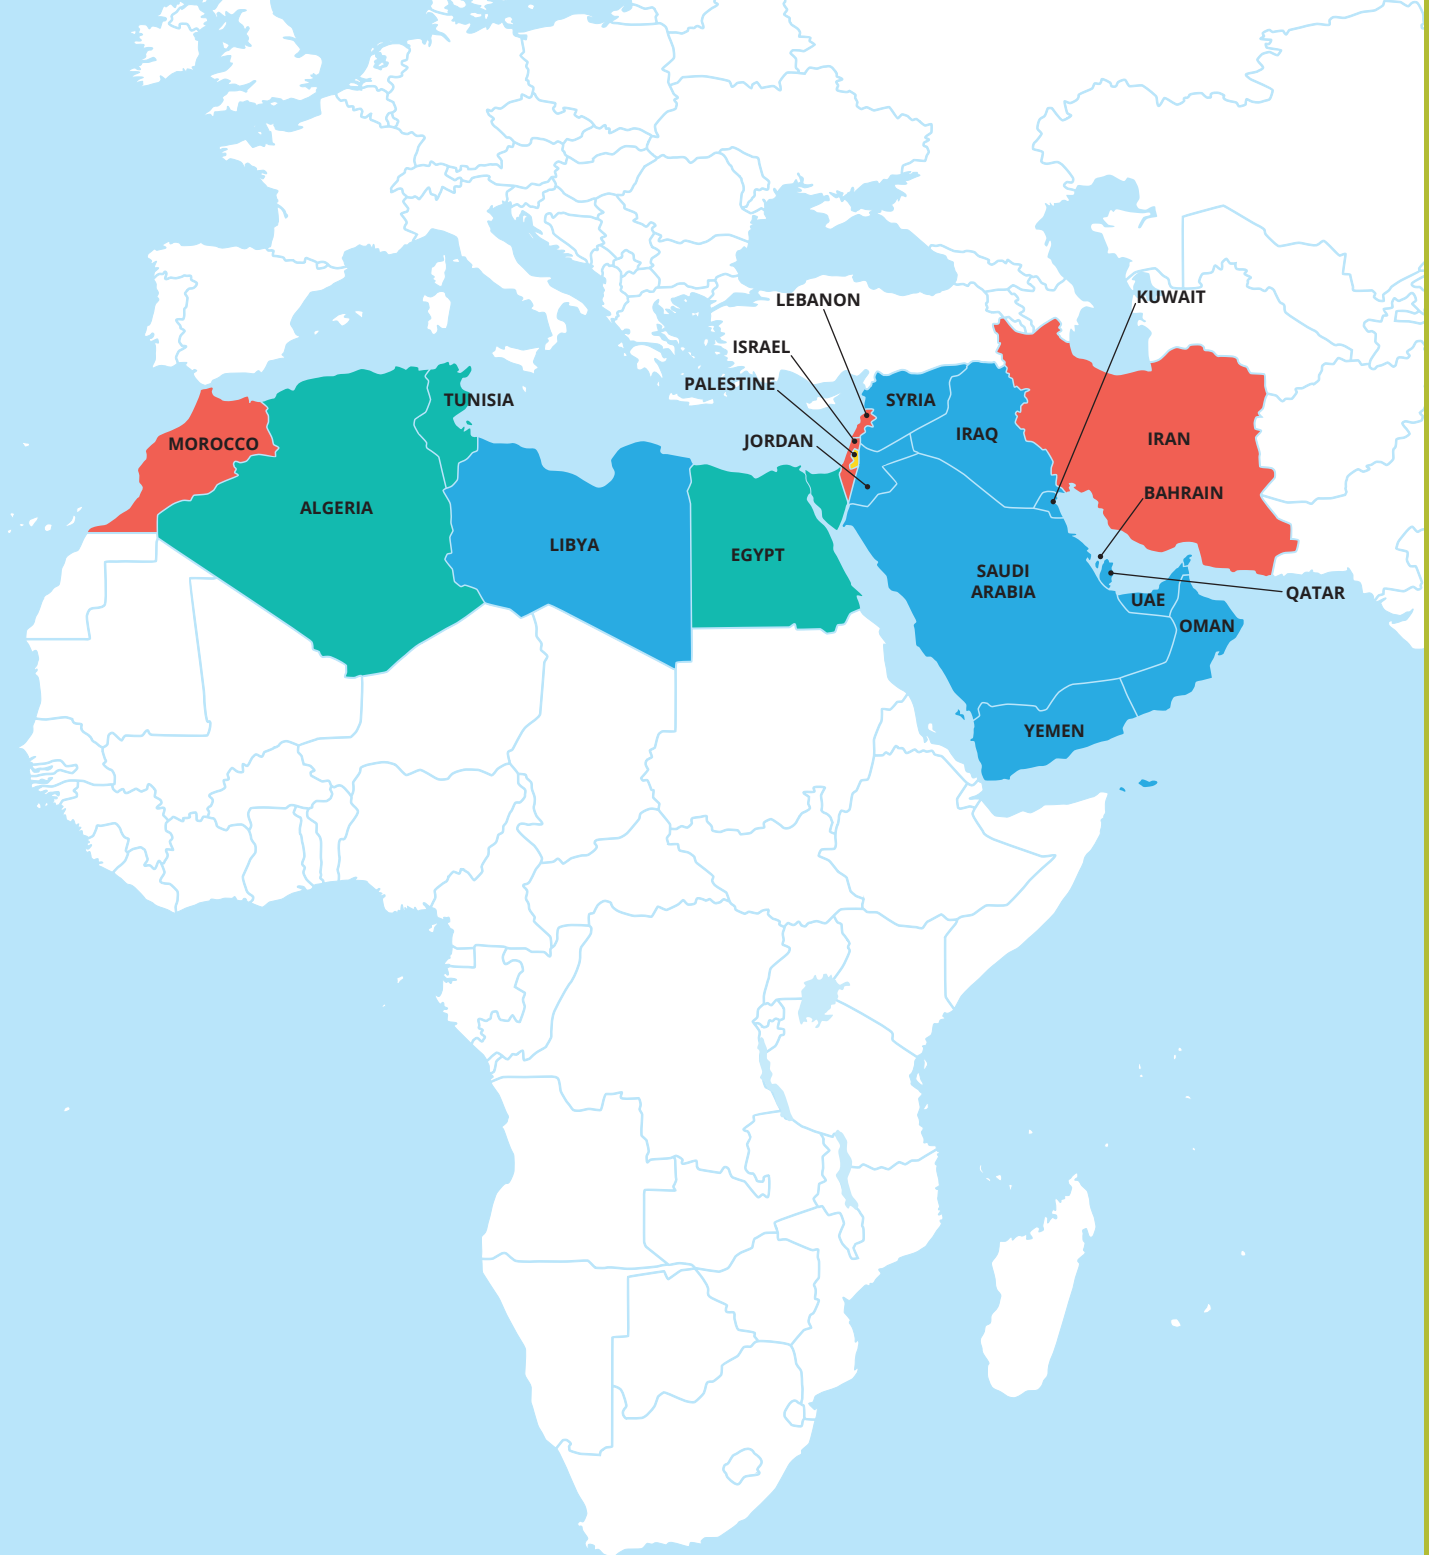 LEBANON
KUWAIT
ISRAEL
PALESTINE
TUNISIA
SYRIA
JORDAN
MOROCCO
IRAQ
IRAN
BAHRAIN
ALGERIA
LIBYA
EGYPT
SAUDI
ARABIA
QATAR
UAE
OMAN
YEMEN